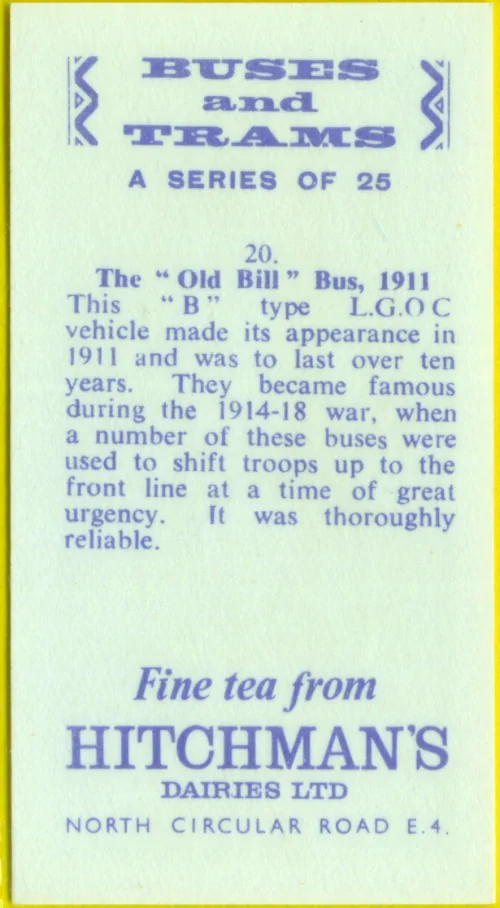 BUSES
and
TRAMS
A SERIES OF 25
20.
The “Old Bill” Bus, 1911
This “B” type L.G.O C
vehicle made its appearance in
1911 and was to last over ten
years. They became famous
during the 1914-18 war, when
a number of these buses were
used to shift troops up to the
front line at a time of great
urgency. It was thoroughly
reliable.
Fine tea from
HITCHMAN'S
DAIRIES LTD
NORTH CIRCULAR ROAD E.4.